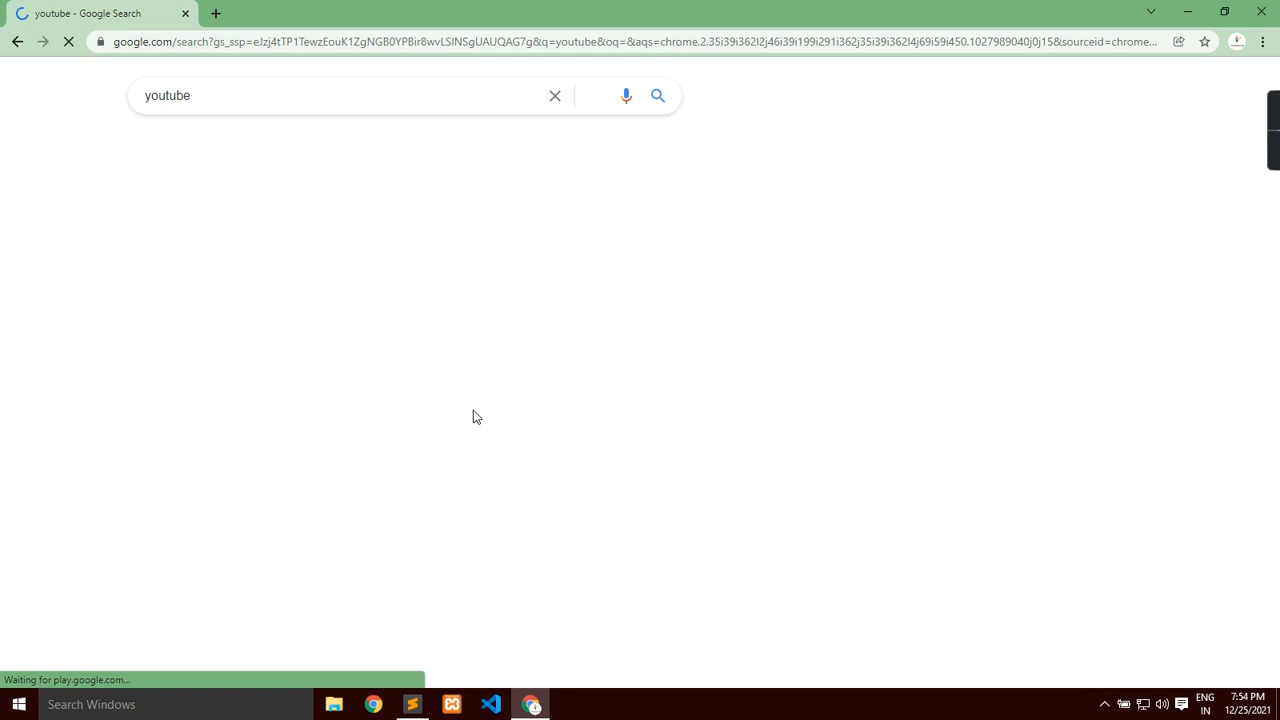 youtube - Google Search
google.com/search?gs_ssp=eJzj4tTP1TewzEouK1ZgNGB0YPBir8wvLSlNSgUAUQAG7g&q=youtube&oq=&aqs=chrome.2.35i39i362l2j46i39i199i291i362j35i39i362l4j69i59i450.1027989040j0j15&sourceid=chrome...
youtube
Waiting for play.google.com...
Search Windows
ENG
IN
7:54 PM
12/25/2021